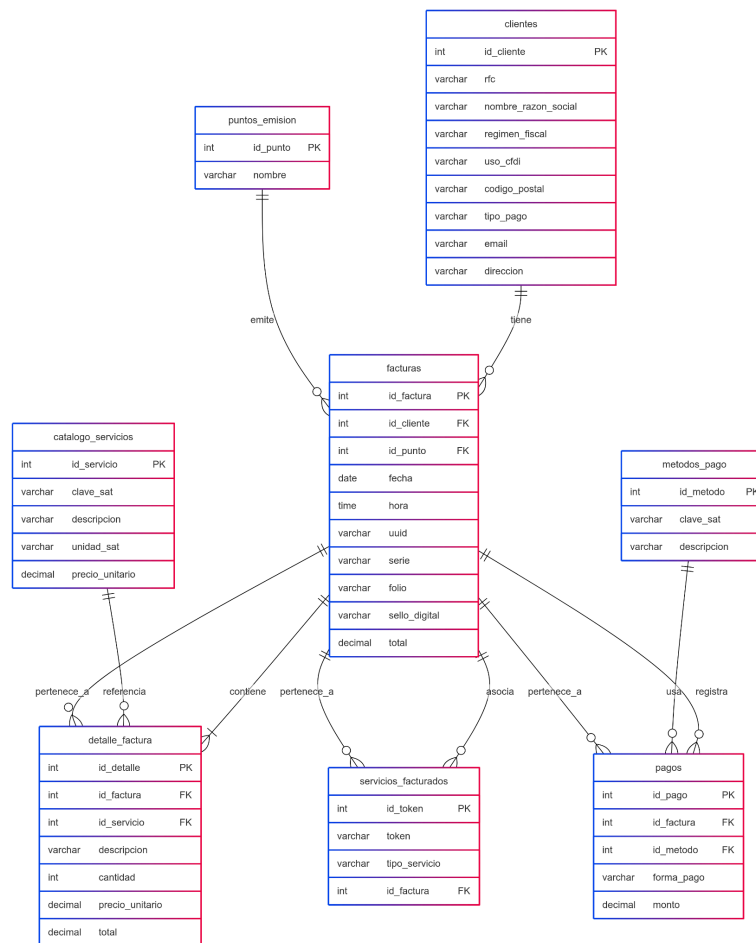 clientes
int id_cliente PK
varchar rfc
varchar nombre_razon_social
varchar regimen_fiscal
varchar uso_cfdi
varchar codigo_postal
varchar tipo_pago
varchar email
varchar direccion
puntos_emision
int id_punto PK
varchar nombre
emite
tiene
facturas
int id_factura PK
int id_cliente FK
int id_punto FK
date fecha
time hora
varchar uuid
varchar serie
varchar folio
varchar sello_digital
decimal total
catalogo_servicios
int id_servicio PK
varchar clave_sat
varchar descripcion
varchar unidad_sat
decimal precio_unitario
metodos_pago
int id_metodo PK
varchar clave_sat
varchar descripcion
pertenece_a
referencia
contiene
pertenece_a
asocia
pertenece_a
usa
registra
detalle_factura
int id_detalle PK
int id_factura FK
int id_servicio FK
varchar descripcion
int cantidad
decimal precio_unitario
decimal total
servicios_facturados
int id_token PK
varchar token
varchar tipo_servicio
int id_factura FK
pagos
int id_pago PK
int id_factura FK
int id_metodo FK
varchar forma_pago
decimal monto